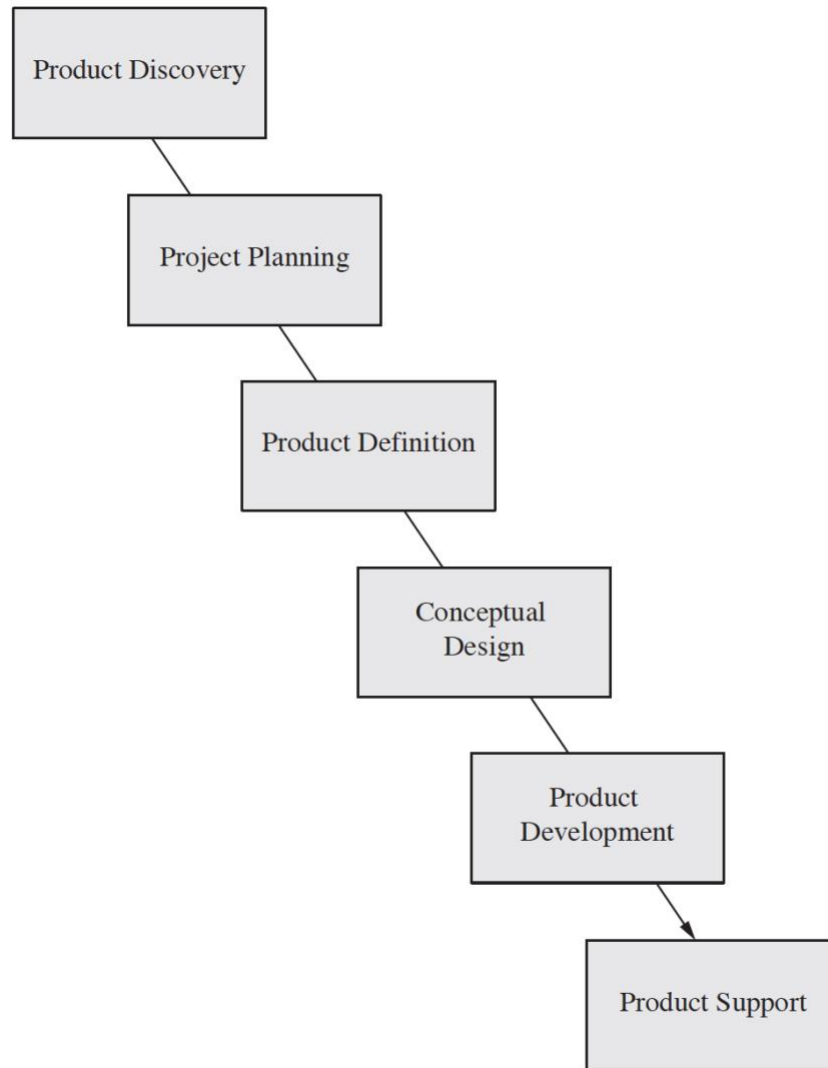 Product Discovery
Project Planning
Product Definition
Conceptual
Design
Product
Development
Product Support